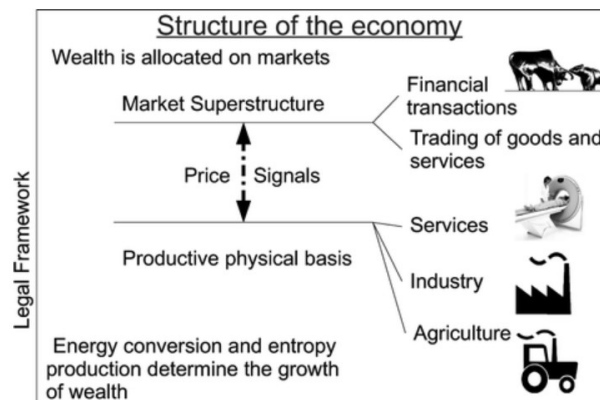 Structure of the economy
Wealth is allocated on markets
Market Superstructure
Financial
transactions
Trading of goods and
services
Price Signals
Productive physical basis
Services
Industry
Agriculture
Energy conversion and entropy
production determine the growth
of wealth
Legal Framework